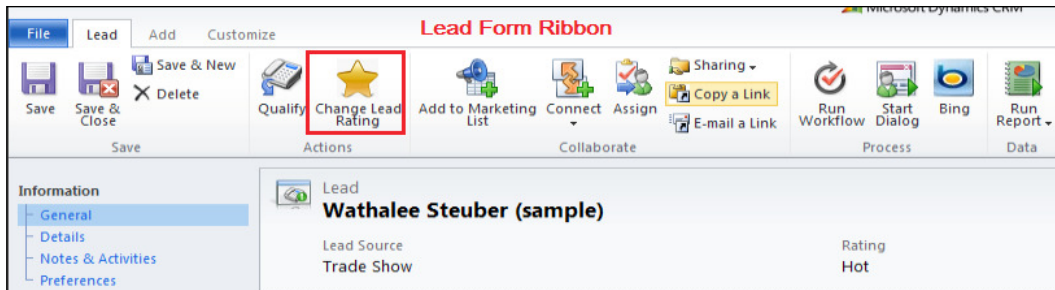 Microsoft Dynamics CRM
File Lead Add Customize Lead Form Ribbon
Save
Save & Close
Save & New
Delete
Save
Qualify
Change Lead Rating
Actions
Add to Marketing List
Connect
Assign
Sharing
Copy a Link
E-mail a Link
Collaborate
Run Workflow
Start Dialog
Bing
Process
Run Report
Data
Information
General
Details
Notes & Activities
Preferences
Lead
Wathalee Steuber (sample)
Lead Source
Trade Show
Rating
Hot